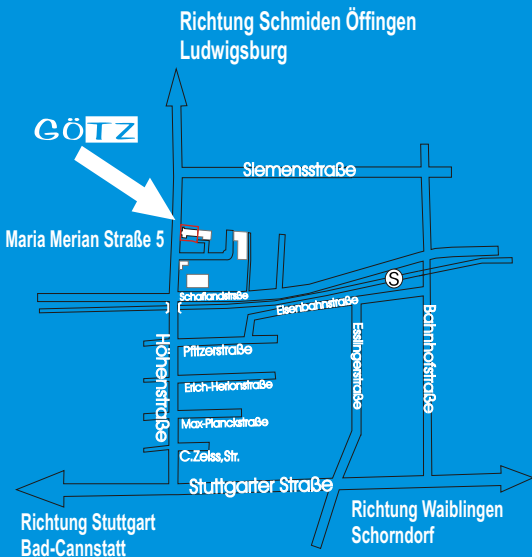 Richtung Schmiden Öffingen
Ludwigsburg
GÖTZ
Siemensstraße
Maria Merian Straße 5
S
Schaflandstraße
Eisenbahnstraße
Pfitzerstraße
Höhenstraße
Esslingerstraße
Bahnhofstraße
Erich-Herionstraße
Max-Planckstraße
C.Zeiss,Str.
Stuttgarter Straße
Richtung Stuttgart
Bad-Cannstatt
Richtung Waiblingen
Schorndorf